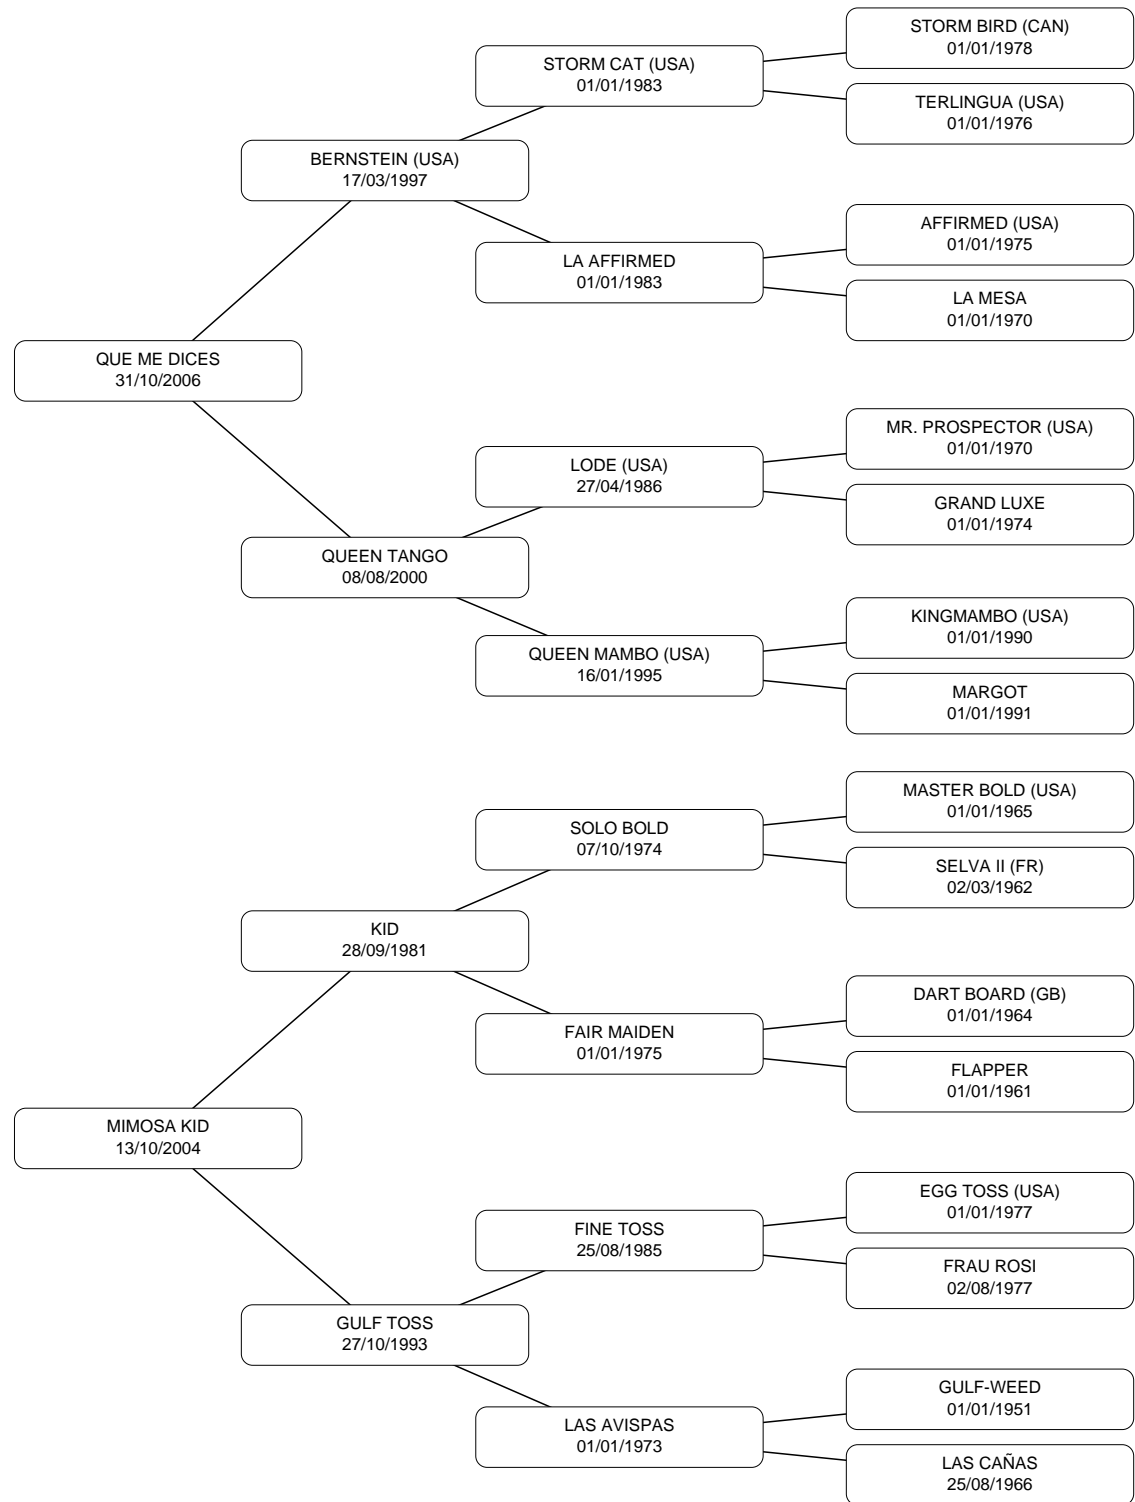 STORM BIRD (CAN)
01/01/1978
STORM CAT (USA)
01/01/1983
TERLINGUA (USA)
01/01/1976
BERNSTEIN (USA)
17/03/1997
AFFIRMED (USA)
01/01/1975
LA AFFIRMED
01/01/1983
LA MESA
01/01/1970
QUE ME DICES
31/10/2006
MR. PROSPECTOR (USA)
01/01/1970
LODE (USA)
27/04/1986
GRAND LUXE
01/01/1974
QUEEN TANGO
08/08/2000
KINGMAMBO (USA)
01/01/1990
QUEEN MAMBO (USA)
16/01/1995
MARGOT
01/01/1991
MASTER BOLD (USA)
01/01/1965
SOLO BOLD
07/10/1974
SELVA II (FR)
02/03/1962
KID
28/09/1981
DART BOARD (GB)
01/01/1964
FAIR MAIDEN
01/01/1975
FLAPPER
01/01/1961
MIMOSA KID
13/10/2004
EGG TOSS (USA)
01/01/1977
FINE TOSS
25/08/1985
FRAU ROSI
02/08/1977
GULF TOSS
27/10/1993
GULF-WEED
01/01/1951
LAS AVISPAS
01/01/1973
LAS CAÑAS
25/08/1966